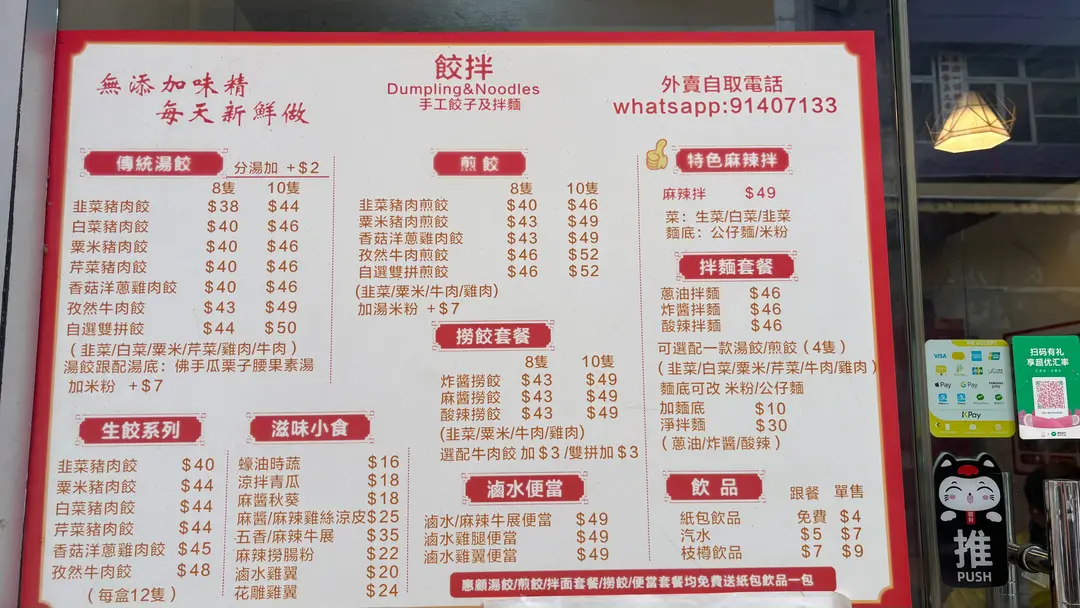 無添加味精
每天新鮮做
餃拌
Dumpling&Noodles
手工餃子及拌麵
外賣自取電話
whatsapp:91407133
傳統湯餃 分湯加 +$2
8隻 10隻
韭菜豬肉餃 $38 $44
白菜豬肉餃 $40 $46
粟米豬肉餃 $40 $46
芹菜豬肉餃 $40 $46
香菇洋蔥雞肉餃 $40 $46
孜然牛肉餃 $43 $49
自選雙拼餃 $44 $50
(韭菜/白菜/粟米/芹菜/雞肉/牛肉)
湯餃跟配湯底：佛手瓜栗子腰果素湯
加米粉 +$7
生餃系列
韭菜豬肉餃 $40
粟米豬肉餃 $44
白菜豬肉餃 $44
芹菜豬肉餃 $44
香菇洋蔥雞肉餃 $45
孜然牛肉餃 $48
(每盒12隻)
滋味小食
蠔油時蔬 $16
涼拌青瓜 $18
麻醬秋葵 $18
麻醬/麻辣雞絲涼皮 $25
五香/麻辣牛展 $35
麻辣撈腸粉 $22
滷水雞翼 $20
花雕雞翼 $24
煎餃
8隻 10隻
韭菜豬肉煎餃 $40 $46
粟米豬肉煎餃 $43 $49
香菇洋蔥雞肉餃 $43 $49
孜然牛肉煎餃 $46 $52
自選雙拼煎餃 $46 $52
(韭菜/粟米/牛肉/雞肉)
加湯米粉 +$7
撈餃套餐
8隻 10隻
炸醬撈餃 $43 $49
麻醬撈餃 $43 $49
酸辣撈餃 $43 $49
(韭菜/粟米/牛肉/雞肉)
選配牛肉餃 加$3 /雙拼加$3
滷水便當
滷水/麻辣牛展便當 $49
滷水雞腿便當 $49
滷水雞翼便當 $49
特色麻辣拌
麻辣拌 $49
菜：生菜/白菜/韭菜
麵底：公仔麵/米粉
拌麵套餐
蔥油拌麵 $46
炸醬拌麵 $46
酸辣拌麵 $46
可選配一款湯餃/煎餃(4隻)
(韭菜/白菜/粟米/芹菜/牛肉/雞肉)
麵底可改 米粉/公仔麵
加麵底 $10
淨拌麵 $30
(蔥油/炸醬/酸辣)
飲品 跟餐 單售
紙包飲品 免費 $4
汽水 $5 $7
枝樽飲品 $7 $9
惠顧湯餃/煎餃/拌面套餐/撈餃/便當套餐均免費送紙包飲品一包
VISA
Pay
G Pay
KPay
扫码有礼
享超优汇率
推
PUSH